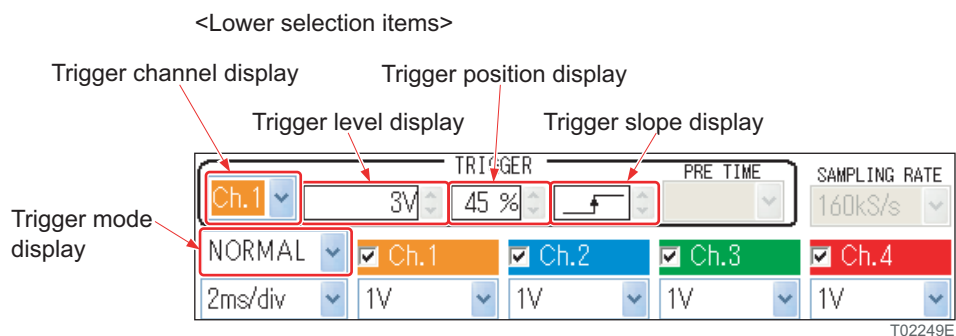 <Lower selection items>
Trigger channel display
Trigger position display
Trigger level display
Trigger slope display
TRIGGER
PRE TIME
SAMPLING RATE
Ch.1
3V
45 %
160kS/s
Trigger mode
display
NORMAL
Ch.1
Ch.2
Ch.3
Ch.4
2ms/div
1V
1V
1V
1V
T02249E